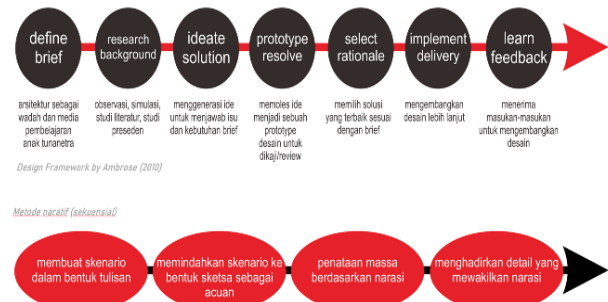 define brief
research background
ideate solution
prototype resolve
select rationale
implement delivery
learn feedback
arsitektur sebagai wadah dan media pembelajaran anak tunanetra
observasi, simulasi, studi literatur, studi preseden
menggenerasi ide untuk menjawab isu dan kebutuhan brief
memoles ide menjadi sebuah prototype desain untuk dikaji/review
memilih solusi yang terbaik sesuai dengan brief
mengembangkan desain lebih lanjut
menerima masukan-masukan untuk mengembangkan desain
Design Framework by Ambrose (2010)
Metode naratif (sekuensial)
membuat skenario dalam bentuk tulisan
memindahkan skenario ke bentuk sketsa sebagai acuan
penataan massa berdasarkan narasi
menghadirkan detail yang mewakilkan narasi